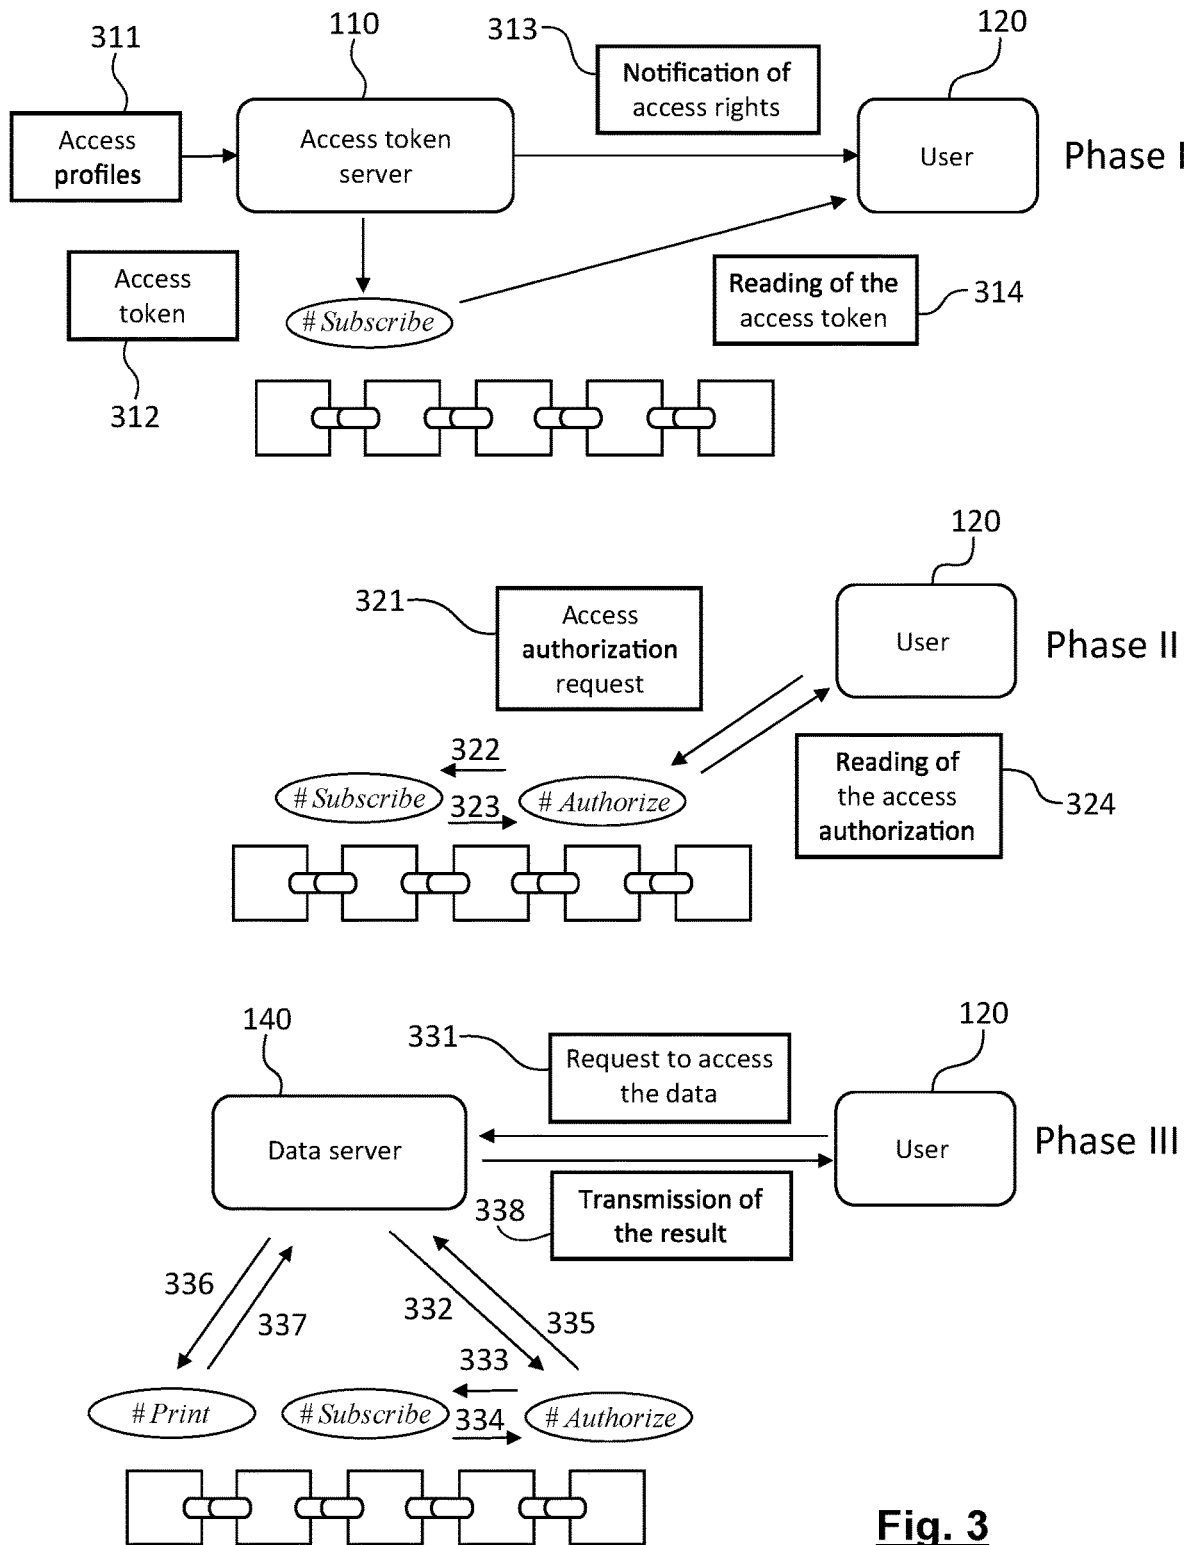 311
110
313
120
Access
profiles
Access token
server
Notification of
access rights
User
Phase I
Access
token
312
# Subscribe
Reading of the
access token
314
120
321
Access
authorization
request
User
Phase II
322
# Subscribe
323
# Authorize
Reading of
the access
authorization
324
140
331
Request to access
the data
120
Data server
User
Phase III
338
Transmission of
the result
336
337
332
335
333
# Print
# Subscribe
334
# Authorize
Fig. 3